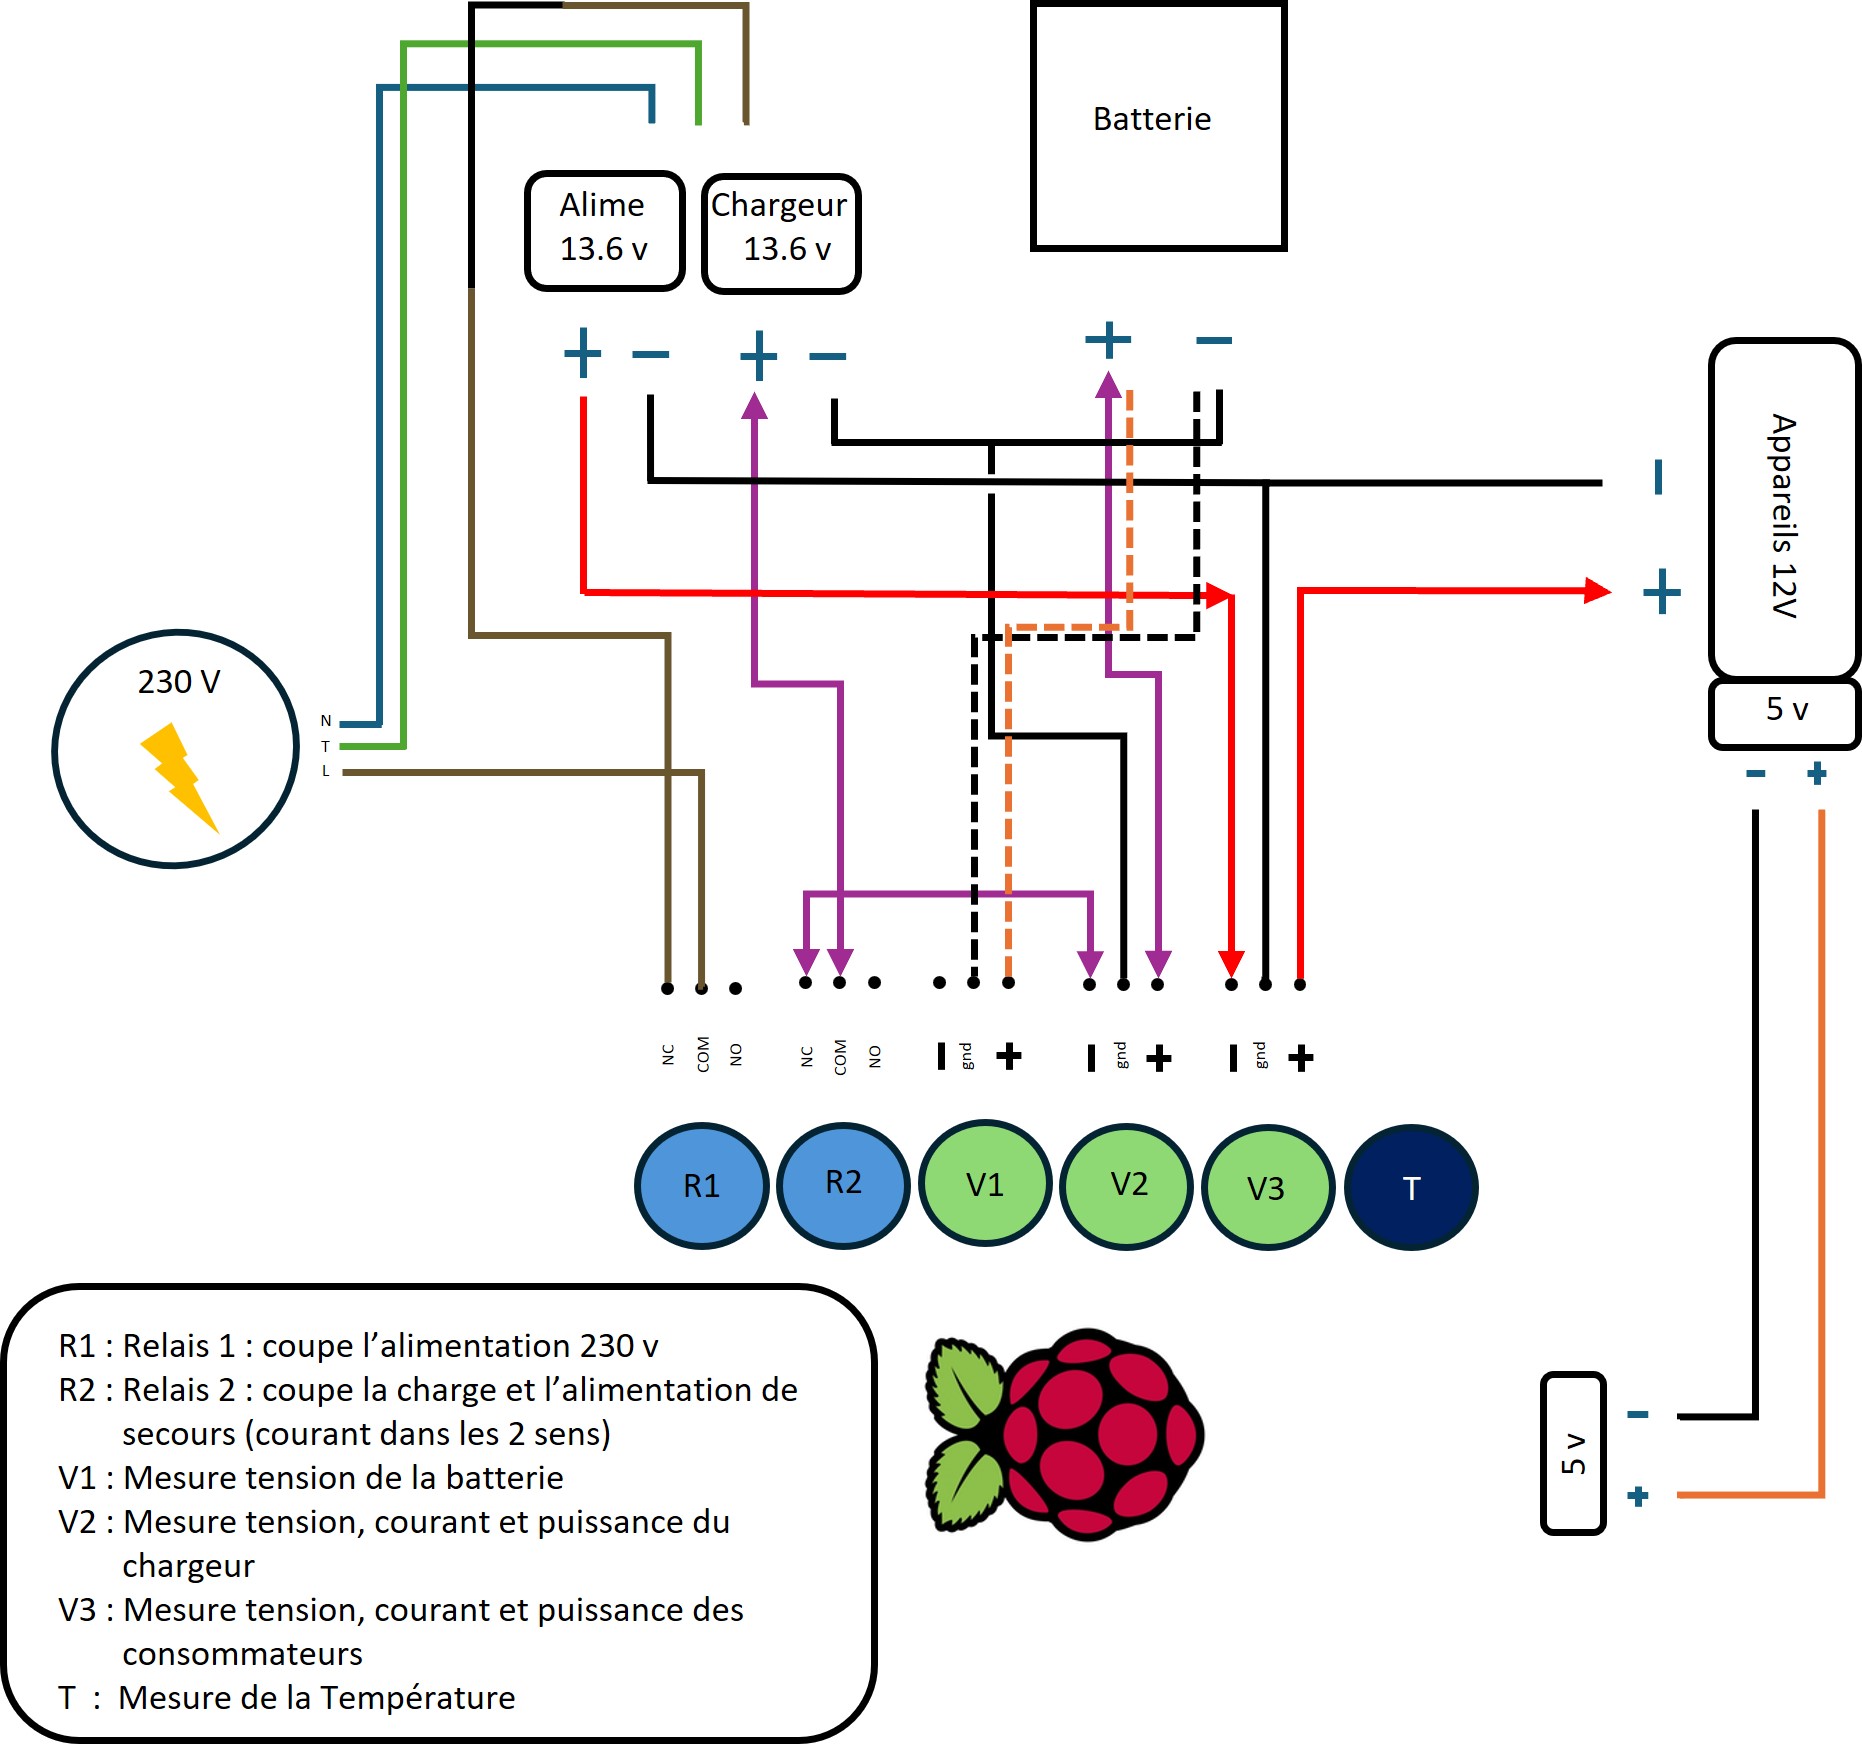 Batterie
Alime
13.6 v
Chargeur
13.6 v
+ − + −
+ −
Appareils 12V
−
+
5 v
− +
230 V
N
T
L
NC COM NO
NC COM NO
− gnd +
− gnd +
− gnd +
R1
R2
V1
V2
V3
T
R1 : Relais 1 : coupe l’alimentation 230 v
R2 : Relais 2 : coupe la charge et l’alimentation de
secours (courant dans les 2 sens)
V1 : Mesure tension de la batterie
V2 : Mesure tension, courant et puissance du
chargeur
V3 : Mesure tension, courant et puissance des
consommateurs
T : Mesure de la Température
5 v
−
+